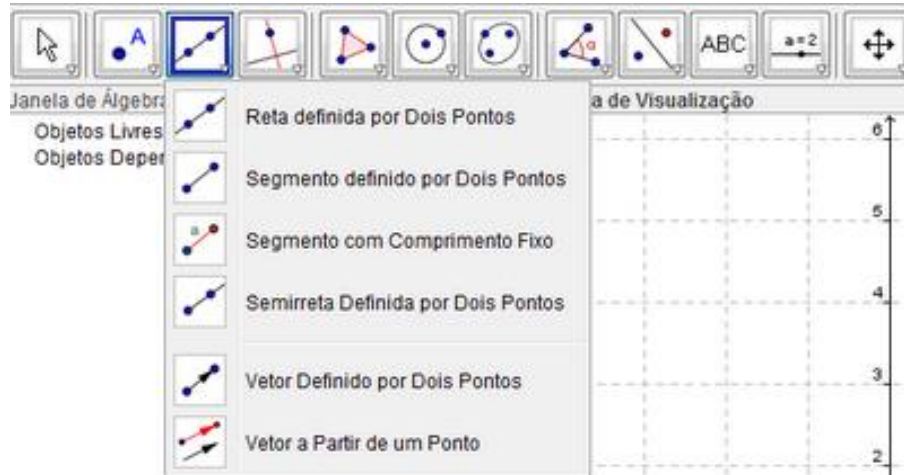 A
α
ABC
a=2
Janela de Álgebra
a de Visualização
Objetos Livres
Objetos Deper
Reta definida por Dois Pontos
Segmento definido por Dois Pontos
a
Segmento com Comprimento Fixo
Semirreta Definida por Dois Pontos
Vetor Definido por Dois Pontos
Vetor a Partir de um Ponto
6
5
4
3
2